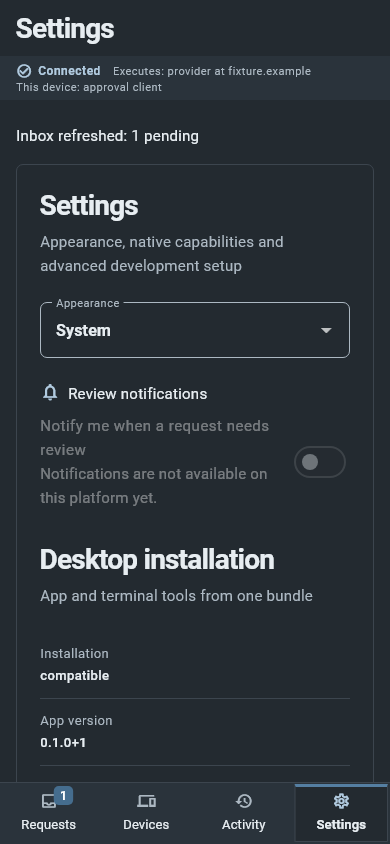 Settings
Connected Executes: provider at fixture.example
This device: approval client
Inbox refreshed: 1 pending
Settings
Appearance, native capabilities and
advanced development setup
Appearance
System
Review notifications
Notify me when a request needs
review
Notifications are not available on
this platform yet.
Desktop installation
App and terminal tools from one bundle
Installation
compatible
App version
0.1.0+1
1
Requests Devices Activity Settings